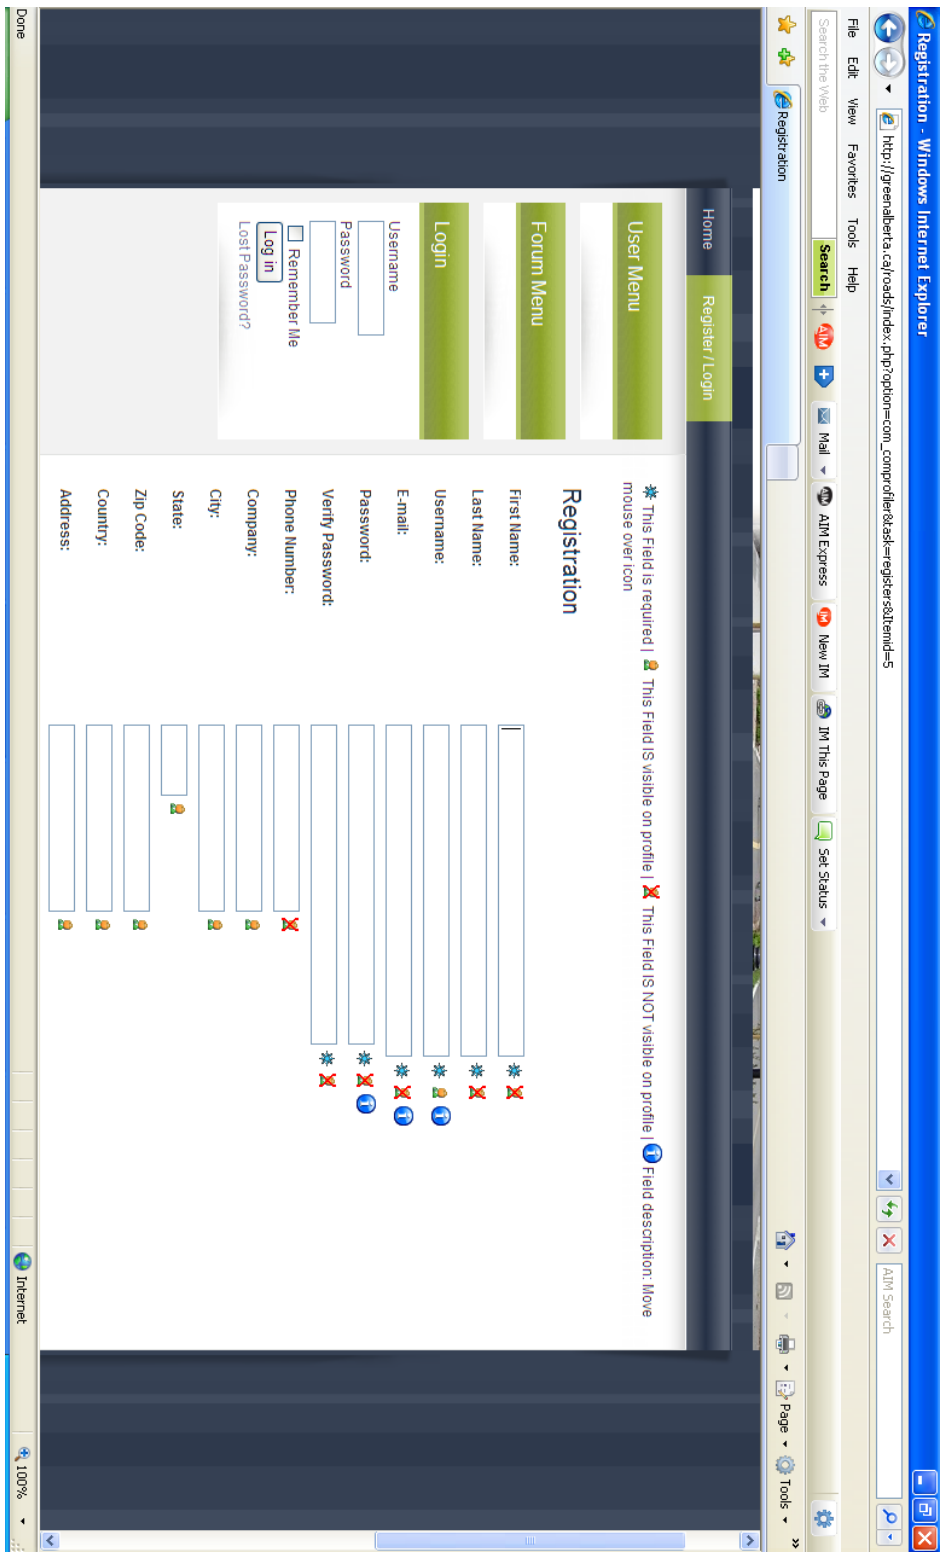 Registration - Windows Internet Explorer
http://greenalberta.ca/roads/index.php?option=com_comprofiler&task=registers&Itemid=5
AIM Search
File Edit View Favorites Tools Help
Search the Web Search AIM Mail AIM AIM Express IM New IM IM This Page Set Status
Registration
Page Tools
Home Register / Login
User Menu
Forum Menu
Login
Username
Password
Remember Me
Log in
Lost Password?
This Field is required | This Field IS visible on profile | This Field IS NOT visible on profile | i Field description: Move
mouse over icon
Registration
First Name:
Last Name:
Username:
i
E-mail:
i
Password:
i
Verify Password:
Phone Number:
Company:
City:
State:
Zip Code:
Country:
Address:
Done Internet 100%